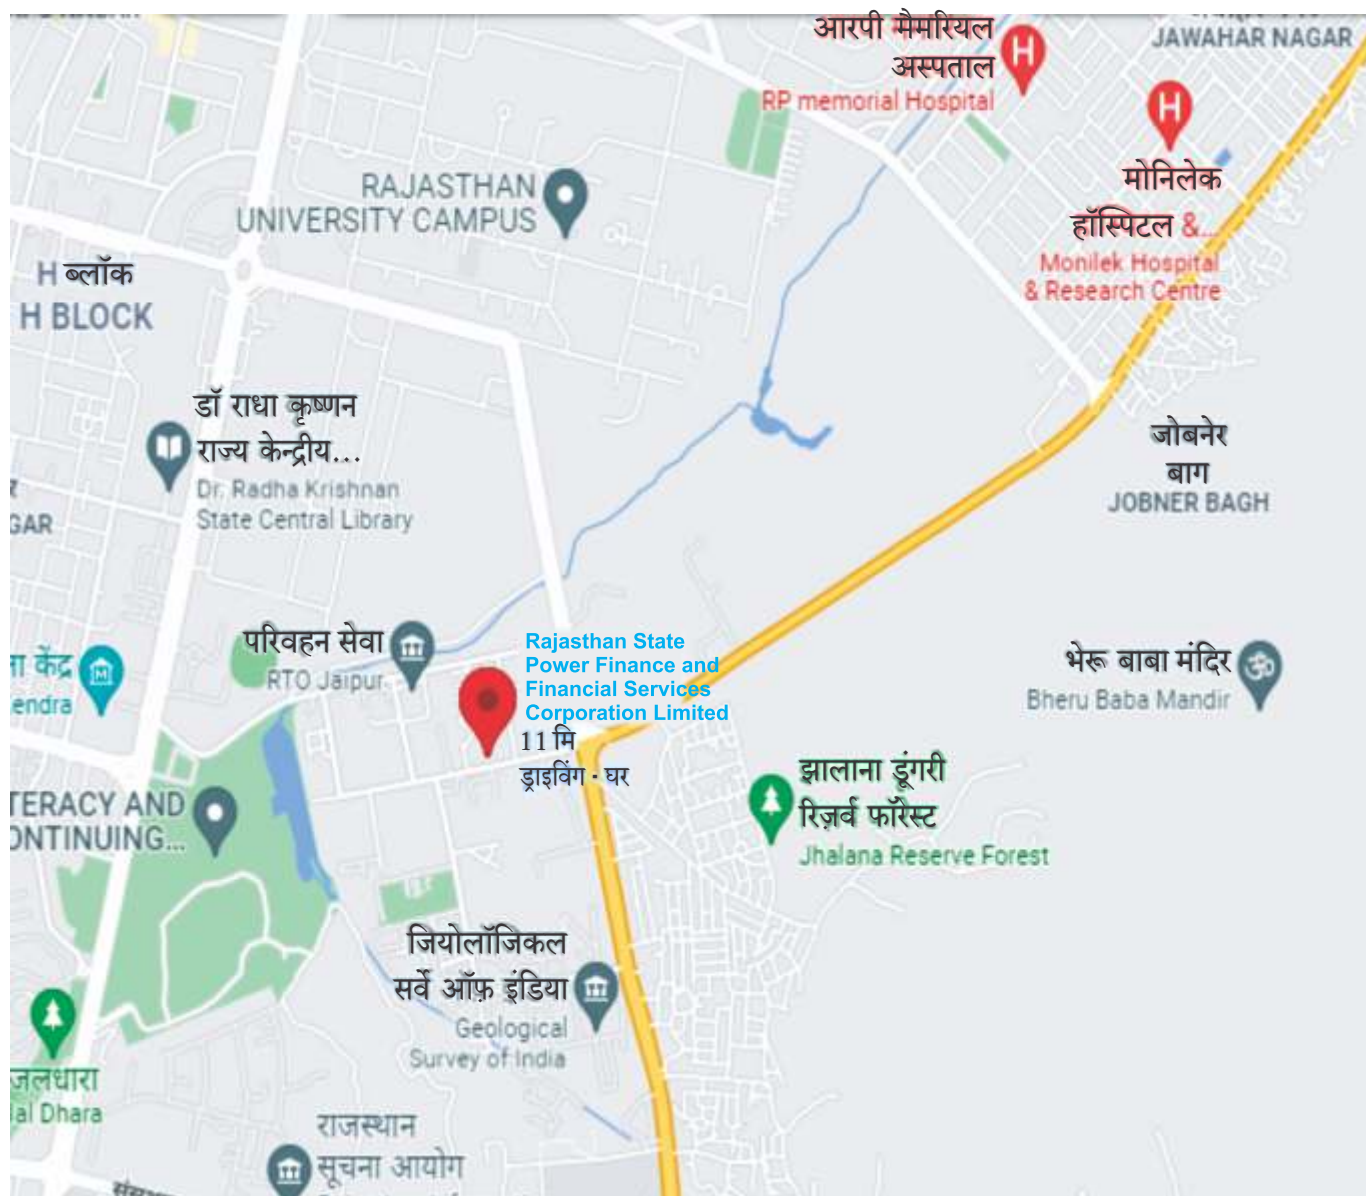 JAWAHAR NAGAR
आरपी मैमरियल
अस्पताल
RP memorial Hospital
H
H
मोनिलेक
हॉस्पिटल &...
Monilek Hospital
& Research Centre
RAJASTHAN
UNIVERSITY CAMPUS
H ब्लॉक
H BLOCK
डॉ राधा कृष्णन
राज्य केन्द्रीय...
Dr. Radha Krishnan
State Central Library
GAR
जोबनेर
बाग
JOBNER BAGH
परिवहन सेवा
RTO Jaipur
Rajasthan State
Power Finance and
Financial Services
Corporation Limited
11 मि
ड्राइविंग - घर
भेरू बाबा मंदिर
Bheru Baba Mandir
ा केंद्र
endra
झालाना डूंगरी
रिज़र्व फॉरेस्ट
Jhalana Reserve Forest
TERACY AND
ONTINUING...
जियोलॉजिकल
सर्वे ऑफ़ इंडिया
Geological
Survey of India
जलधारा
Jal Dhara
राजस्थान
सूचना आयोग